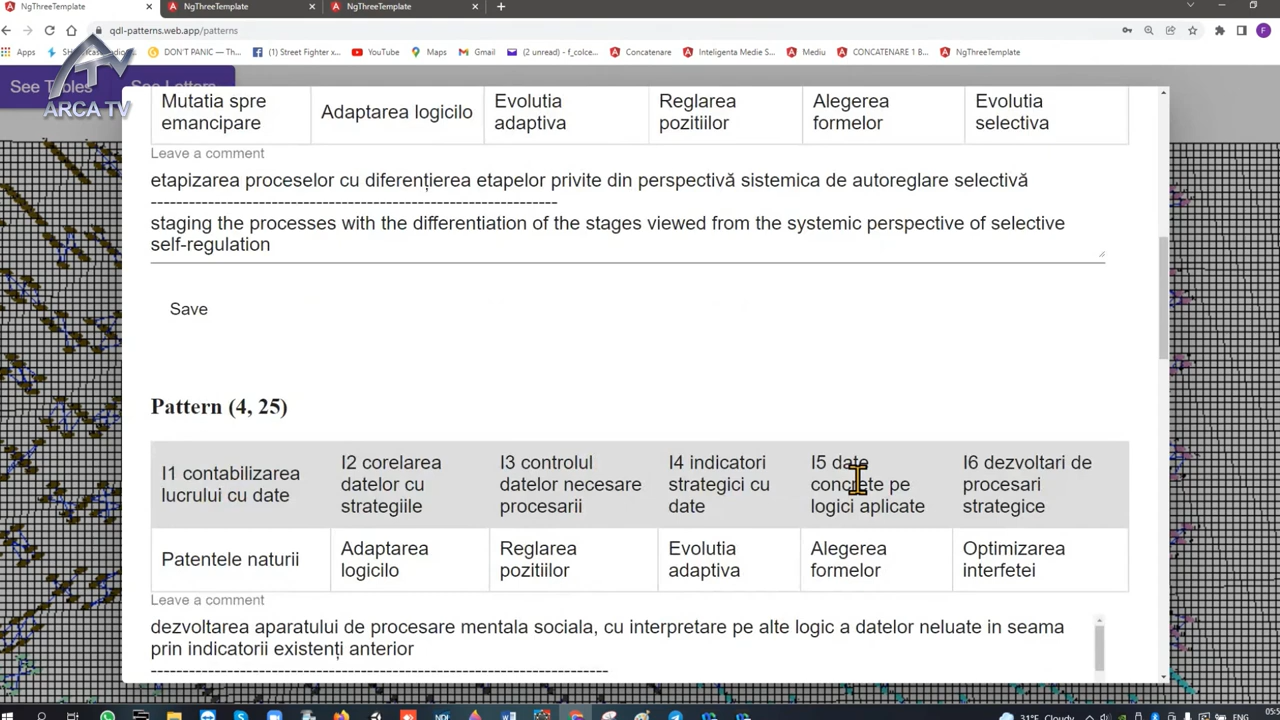 NgThreeTemplate
NgThreeTemplate
NgThreeTemplate
qdl-patterns.web.app/patterns
Apps
DON'T PANIC — Th...
(1) Street Fighter x...
YouTube
Maps
Gmail
(2 unread) - f_colce...
Concatenare
Inteligenta Medie S...
Mediu
CONCATENARE 1 B...
NgThreeTemplate
See Tables
See Letters
ARCA TV
Mutatia spre
emancipare
Adaptarea logicilo
Evolutia
adaptiva
Reglarea
pozitiilor
Alegerea
formelor
Evolutia
selectiva
Leave a comment
etapizarea proceselor cu diferențierea etapelor privite din perspectivă sistemica de autoreglare selectivă
----------------------------------------------------------------
staging the processes with the differentiation of the stages viewed from the systemic perspective of selective
self-regulation
Save
Pattern (4, 25)
I1 contabilizarea
lucrului cu date
I2 corelarea
datelor cu
strategiile
I3 controlul
datelor necesare
procesarii
I4 indicatori
strategici cu
date
I5 date
concrete pe
logici aplicate
I6 dezvoltari de
procesari
strategice
Patentele naturii
Adaptarea
logicilo
Reglarea
pozitiilor
Evolutia
adaptiva
Alegerea
formelor
Optimizarea
interfetei
Leave a comment
dezvoltarea aparatului de procesare mentala sociala, cu interpretare pe alte logic a datelor neluate in seama
prin indicatorii existenți anterior
------------------------------------------------------------------------
31°F Cloudy
ENG